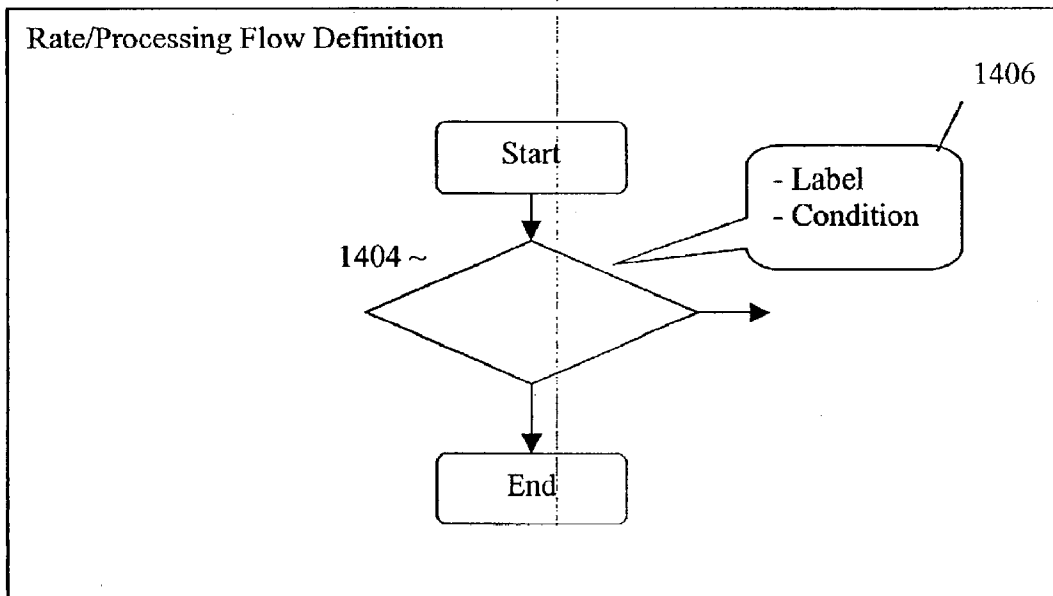 Rate/Processing Flow Definition
1406
Start
- Label
- Condition
1404 ~
End